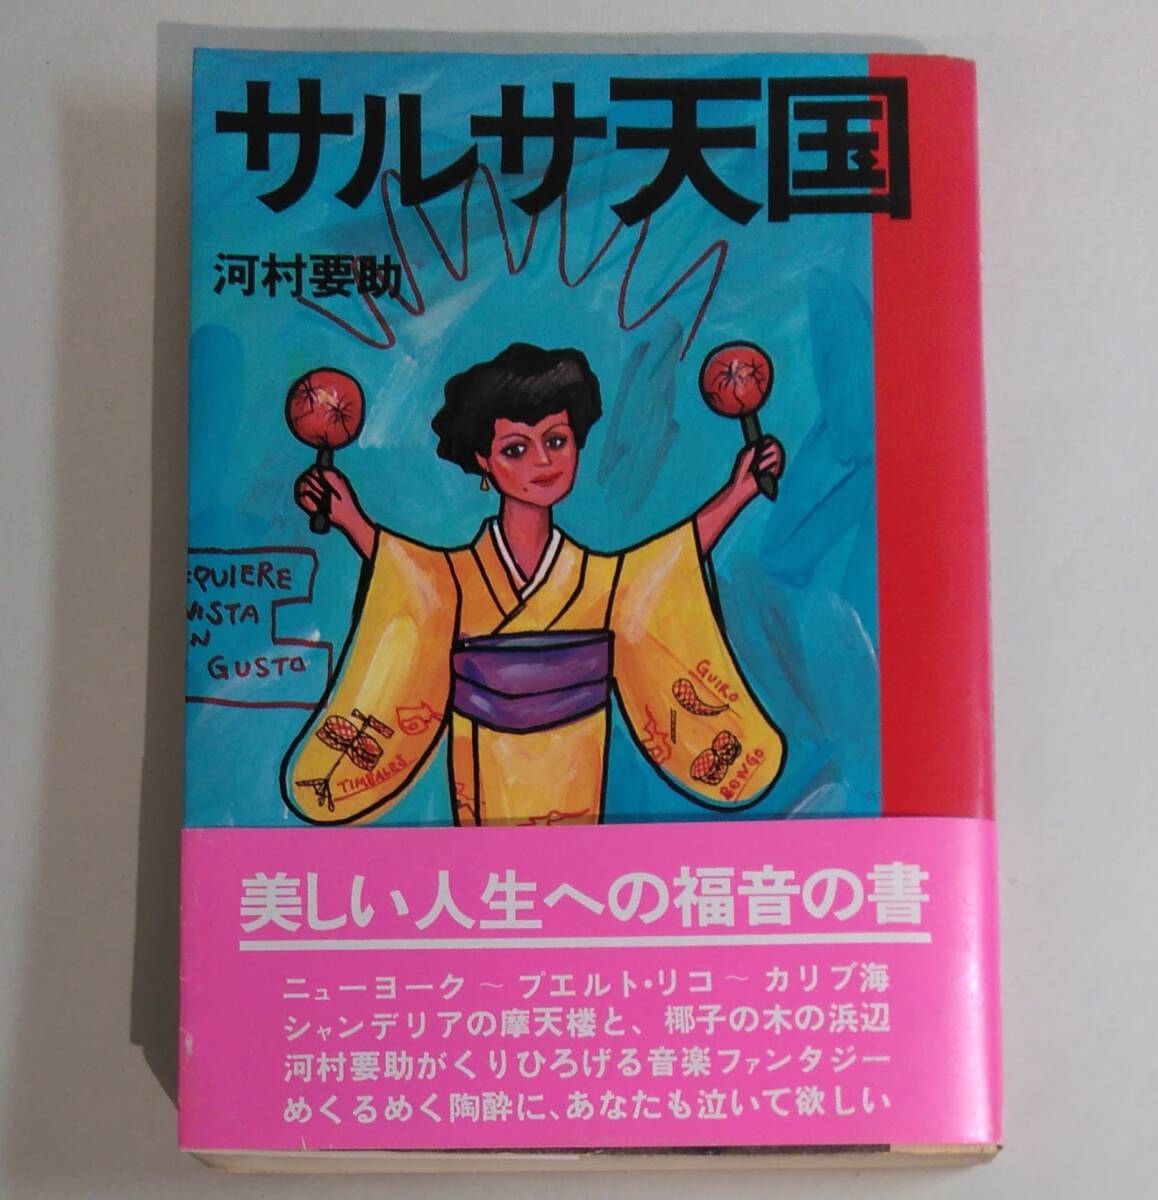 サルサ天国
河村要助
EQUIERE
VISTA
N
GUSTO
TIMBALES
GUIRO
BONGO
美しい人生への福音の書
ニューヨーク〜プエルト・リコ〜カリブ海
シャンデリアの摩天楼と、椰子の木の浜辺
河村要助がくりひろげる音楽ファンタジー
めくるめく陶酔に、あなたも泣いて欲しい